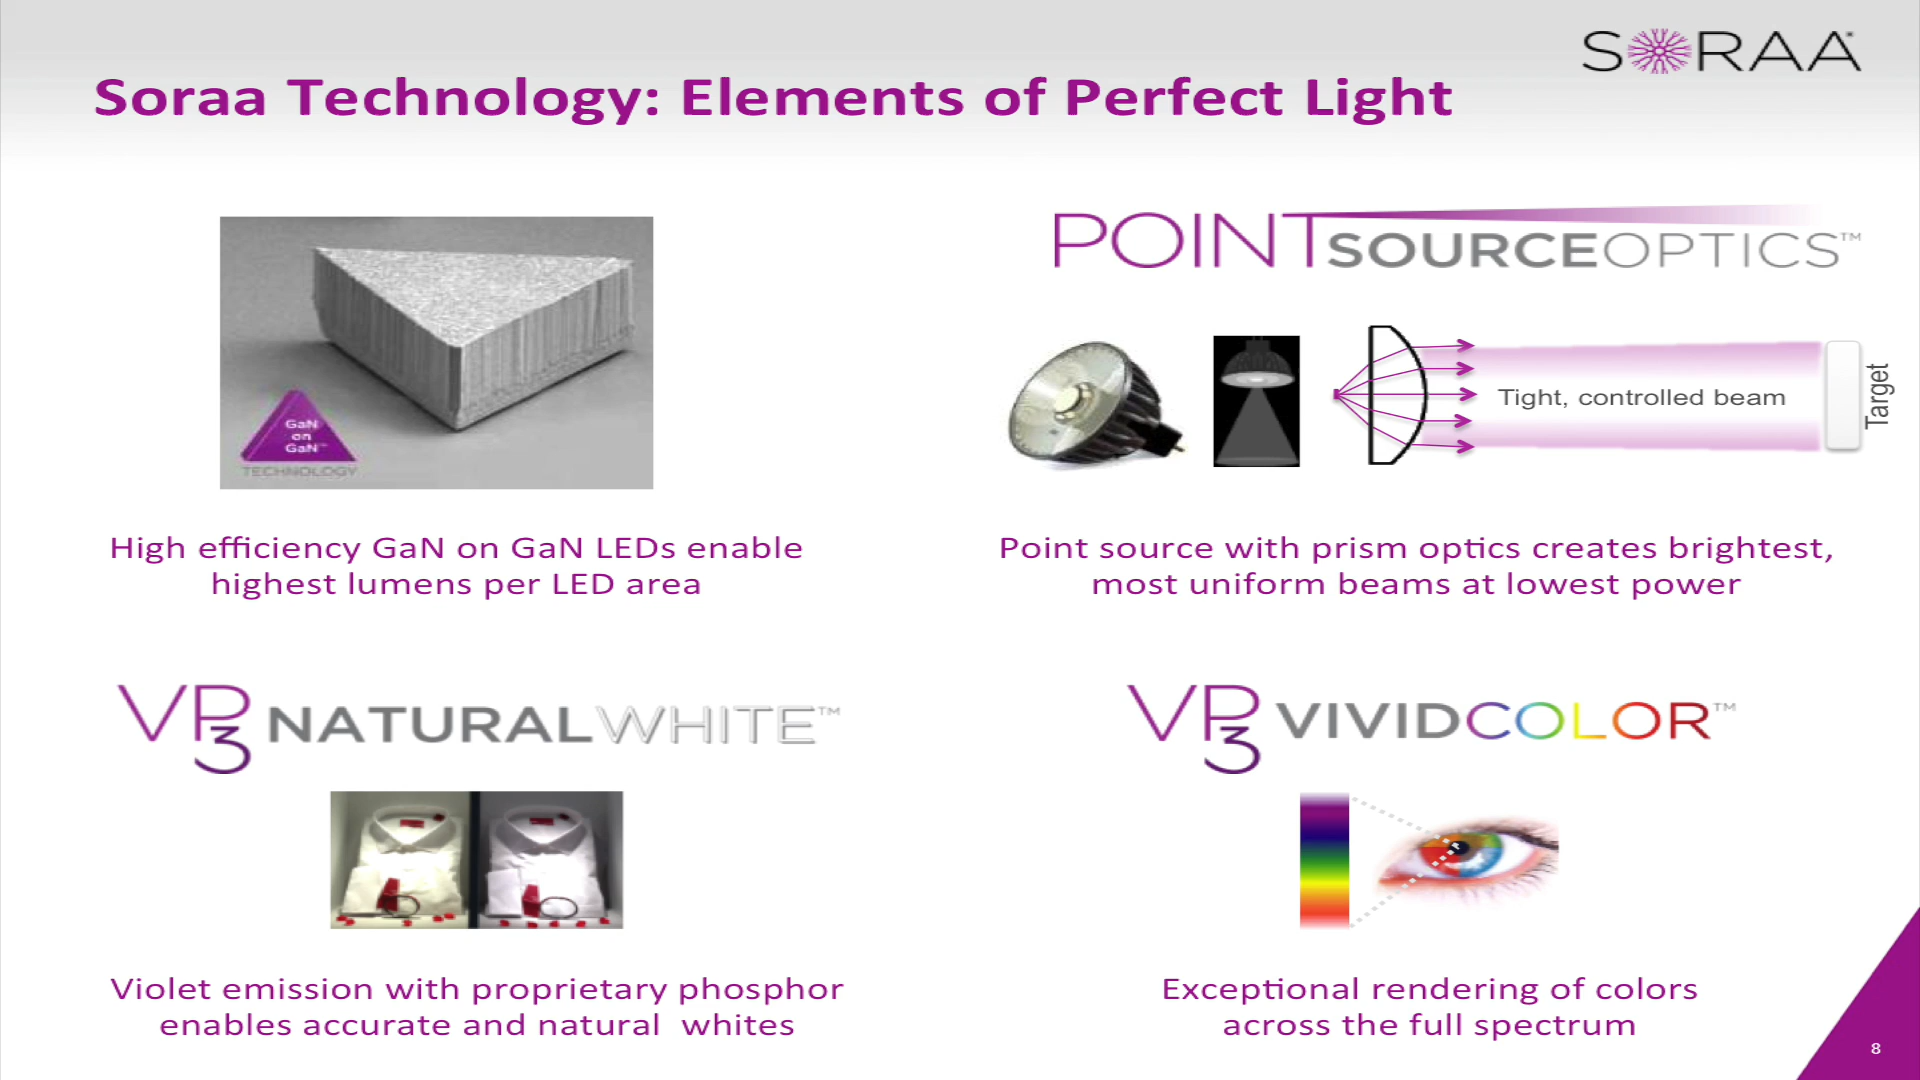 SORAA
Soraa Technology: Elements of Perfect Light
GaN
on
GaN™
TECHNOLOGY
POINTSOURCEOPTICS™
Tight, controlled beam
Target
High efficiency GaN on GaN LEDs enable
highest lumens per LED area
Point source with prism optics creates brightest,
most uniform beams at lowest power
VP3 NATURALWHITE™
VP3 VIVIDCOLOR™
Violet emission with proprietary phosphor
enables accurate and natural whites
Exceptional rendering of colors
across the full spectrum
8